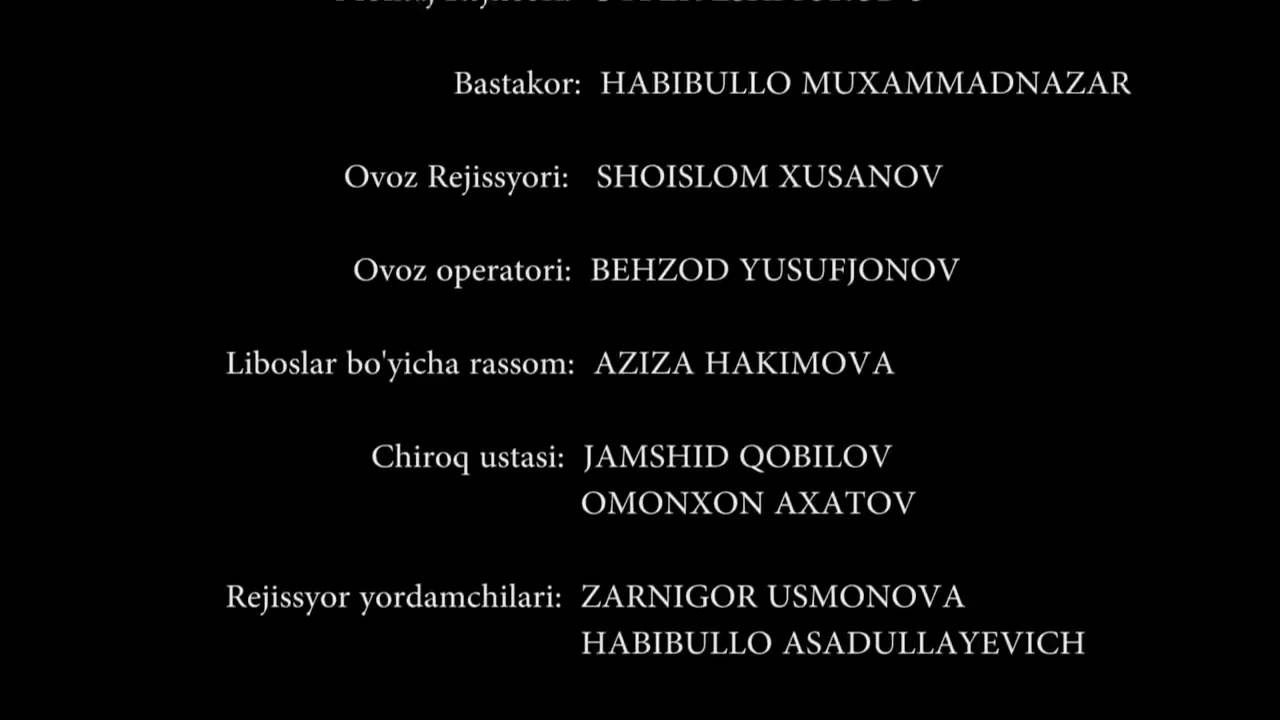 Bastakor: HABIBULLO MUXAMMADNAZAR
Ovoz Rejissyori: SHOISLOM XUSANOV
Ovoz operatori: BEHZOD YUSUFJONOV
Liboslar bo'yicha rassom: AZIZA HAKIMOVA
Chiroq ustasi: JAMSHID QOBILOV
OMONXON AXATOV
Rejissyor yordamchilari: ZARNIGOR USMONOVA
HABIBULLO ASADULLAYEVICH